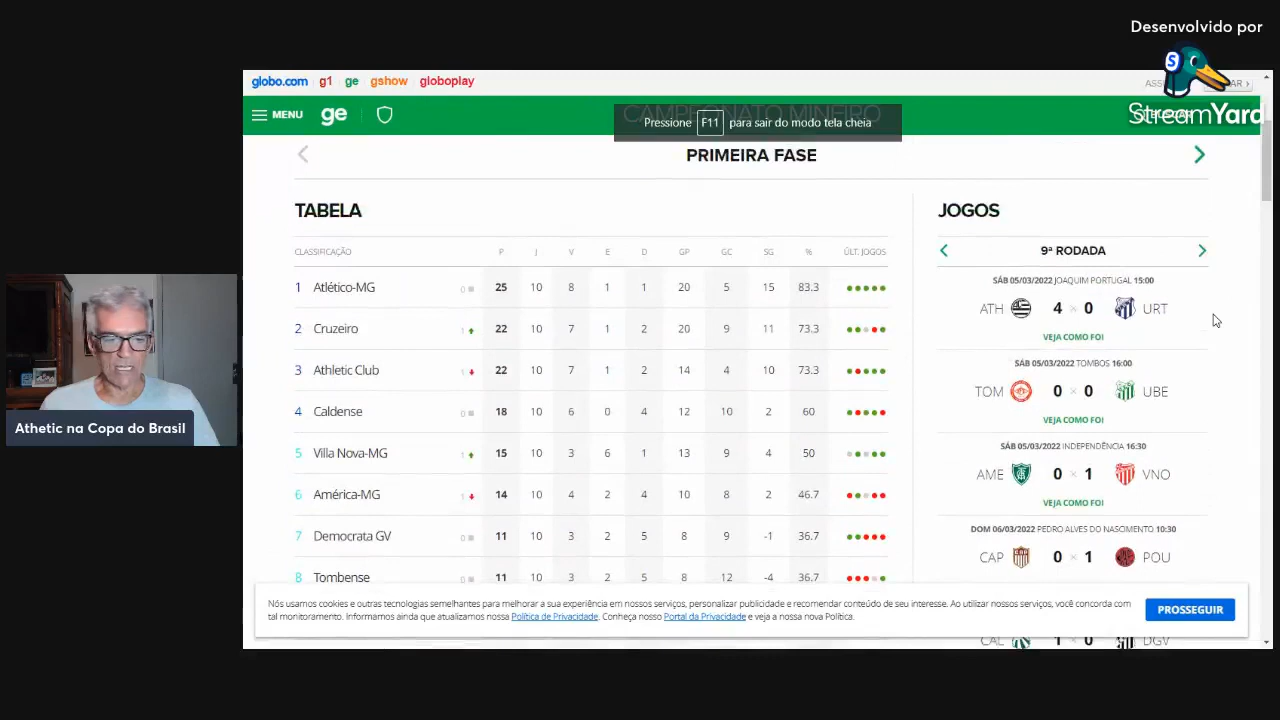 Desenvolvido por
StreamYard
globo.com g1 ge gshow globoplay
MENU ge
CAMPEONATO MINEIRO
Pressione F11 para sair do modo tela cheia
PRIMEIRA FASE
TABELA
CLASSIFICAÇÃO P J V E D GP GC SG % ÚLT. JOGOS
1 Atlético-MG 0 25 10 8 1 1 20 5 15 83.3
2 Cruzeiro 1 22 10 7 1 2 20 9 11 73.3
3 Athletic Club 1 22 10 7 1 2 14 4 10 73.3
4 Caldense 0 18 10 6 0 4 12 10 2 60
5 Villa Nova-MG 1 15 10 3 6 1 13 9 4 50
6 América-MG 1 14 10 4 2 4 10 8 2 46.7
7 Democrata GV 0 11 10 3 2 5 8 9 -1 36.7
8 Tombense 0 11 10 3 2 5 8 12 -4 36.7
JOGOS
9ª RODADA
SÁB 05/03/2022 JOAQUIM PORTUGAL 15:00
ATH 4 × 0 URT
VEJA COMO FOI
SÁB 05/03/2022 TOMBOS 16:00
TOM 0 × 0 UBE
VEJA COMO FOI
SÁB 05/03/2022 INDEPENDÊNCIA 16:30
AME 0 × 1 VNO
VEJA COMO FOI
DOM 06/03/2022 PEDRO ALVES DO NASCIMENTO 10:30
CAP 0 × 1 POU
CAL 1 0 DGV
Nós usamos cookies e outras tecnologias semelhantes para melhorar a sua experiência em nossos serviços, personalizar publicidade e recomendar conteúdo de seu interesse. Ao utilizar nossos serviços, você concorda com
tal monitoramento. Informamos ainda que atualizamos nossa Política de Privacidade. Conheça nosso Portal da Privacidade e veja a nossa nova Política.
PROSSEGUIR
Athetic na Copa do Brasil